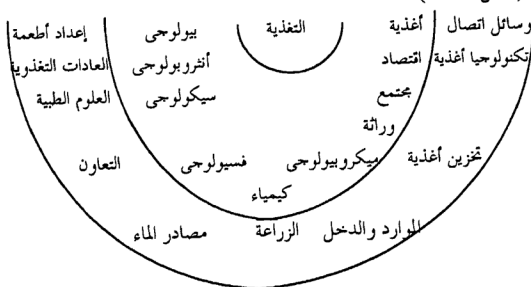 وسائل اتصال أغذية التغذية بيولوجى إعداد أطعمة
تكنولوجيا أغذية اقتصاد أنثروبولوجى العادات التغذوية
مجتمع سيكولوجى العلوم الطبية
وراثة
تخزين أغذية ميكروبيولوجى فسيولوجى التعاون
كيمياء
الموارد والدخل الزراعة مصادر الماء